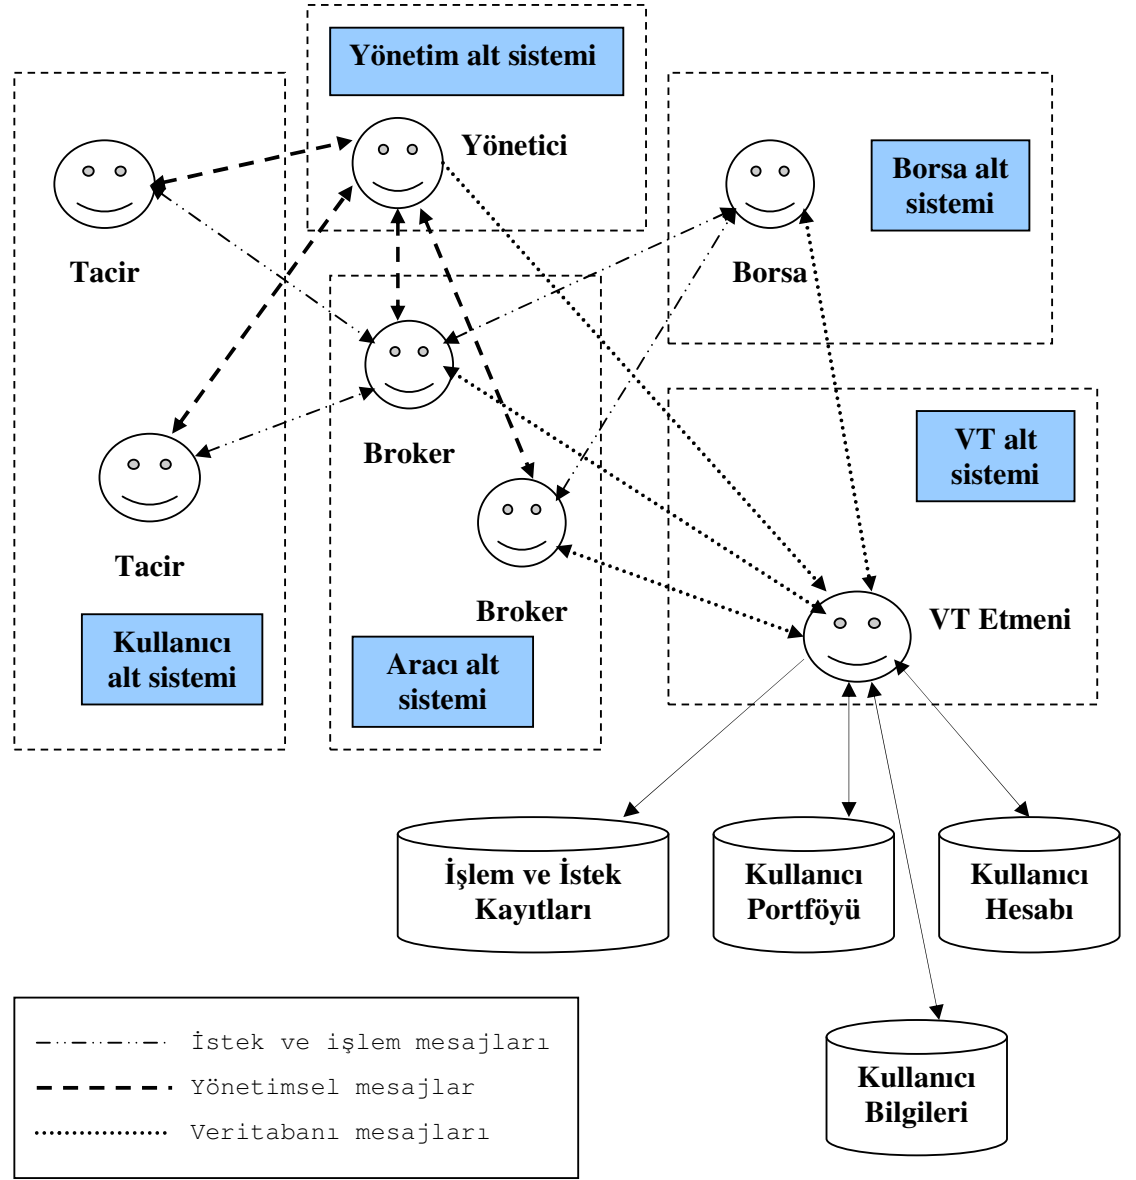 Yönetim alt sistemi
Yönetici
Borsa alt
sistemi
Tacir
Borsa
Broker
VT alt
sistemi
Tacir
Broker
VT Etmeni
Kullanıcı
alt sistemi
Aracı alt
sistemi
İşlem ve İstek
Kayıtları
Kullanıcı
Portföyü
Kullanıcı
Hesabı
Kullanıcı
Bilgileri
İstek ve işlem mesajları
Yönetimsel mesajlar
Veritabanı mesajları